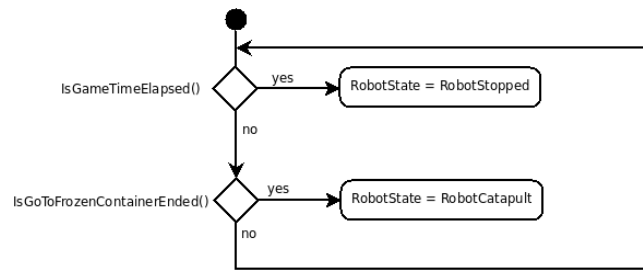 IsGameTimeElapsed()
yes
RobotState = RobotStopped
no
IsGoToFrozenContainerEnded()
yes
RobotState = RobotCatapult
no